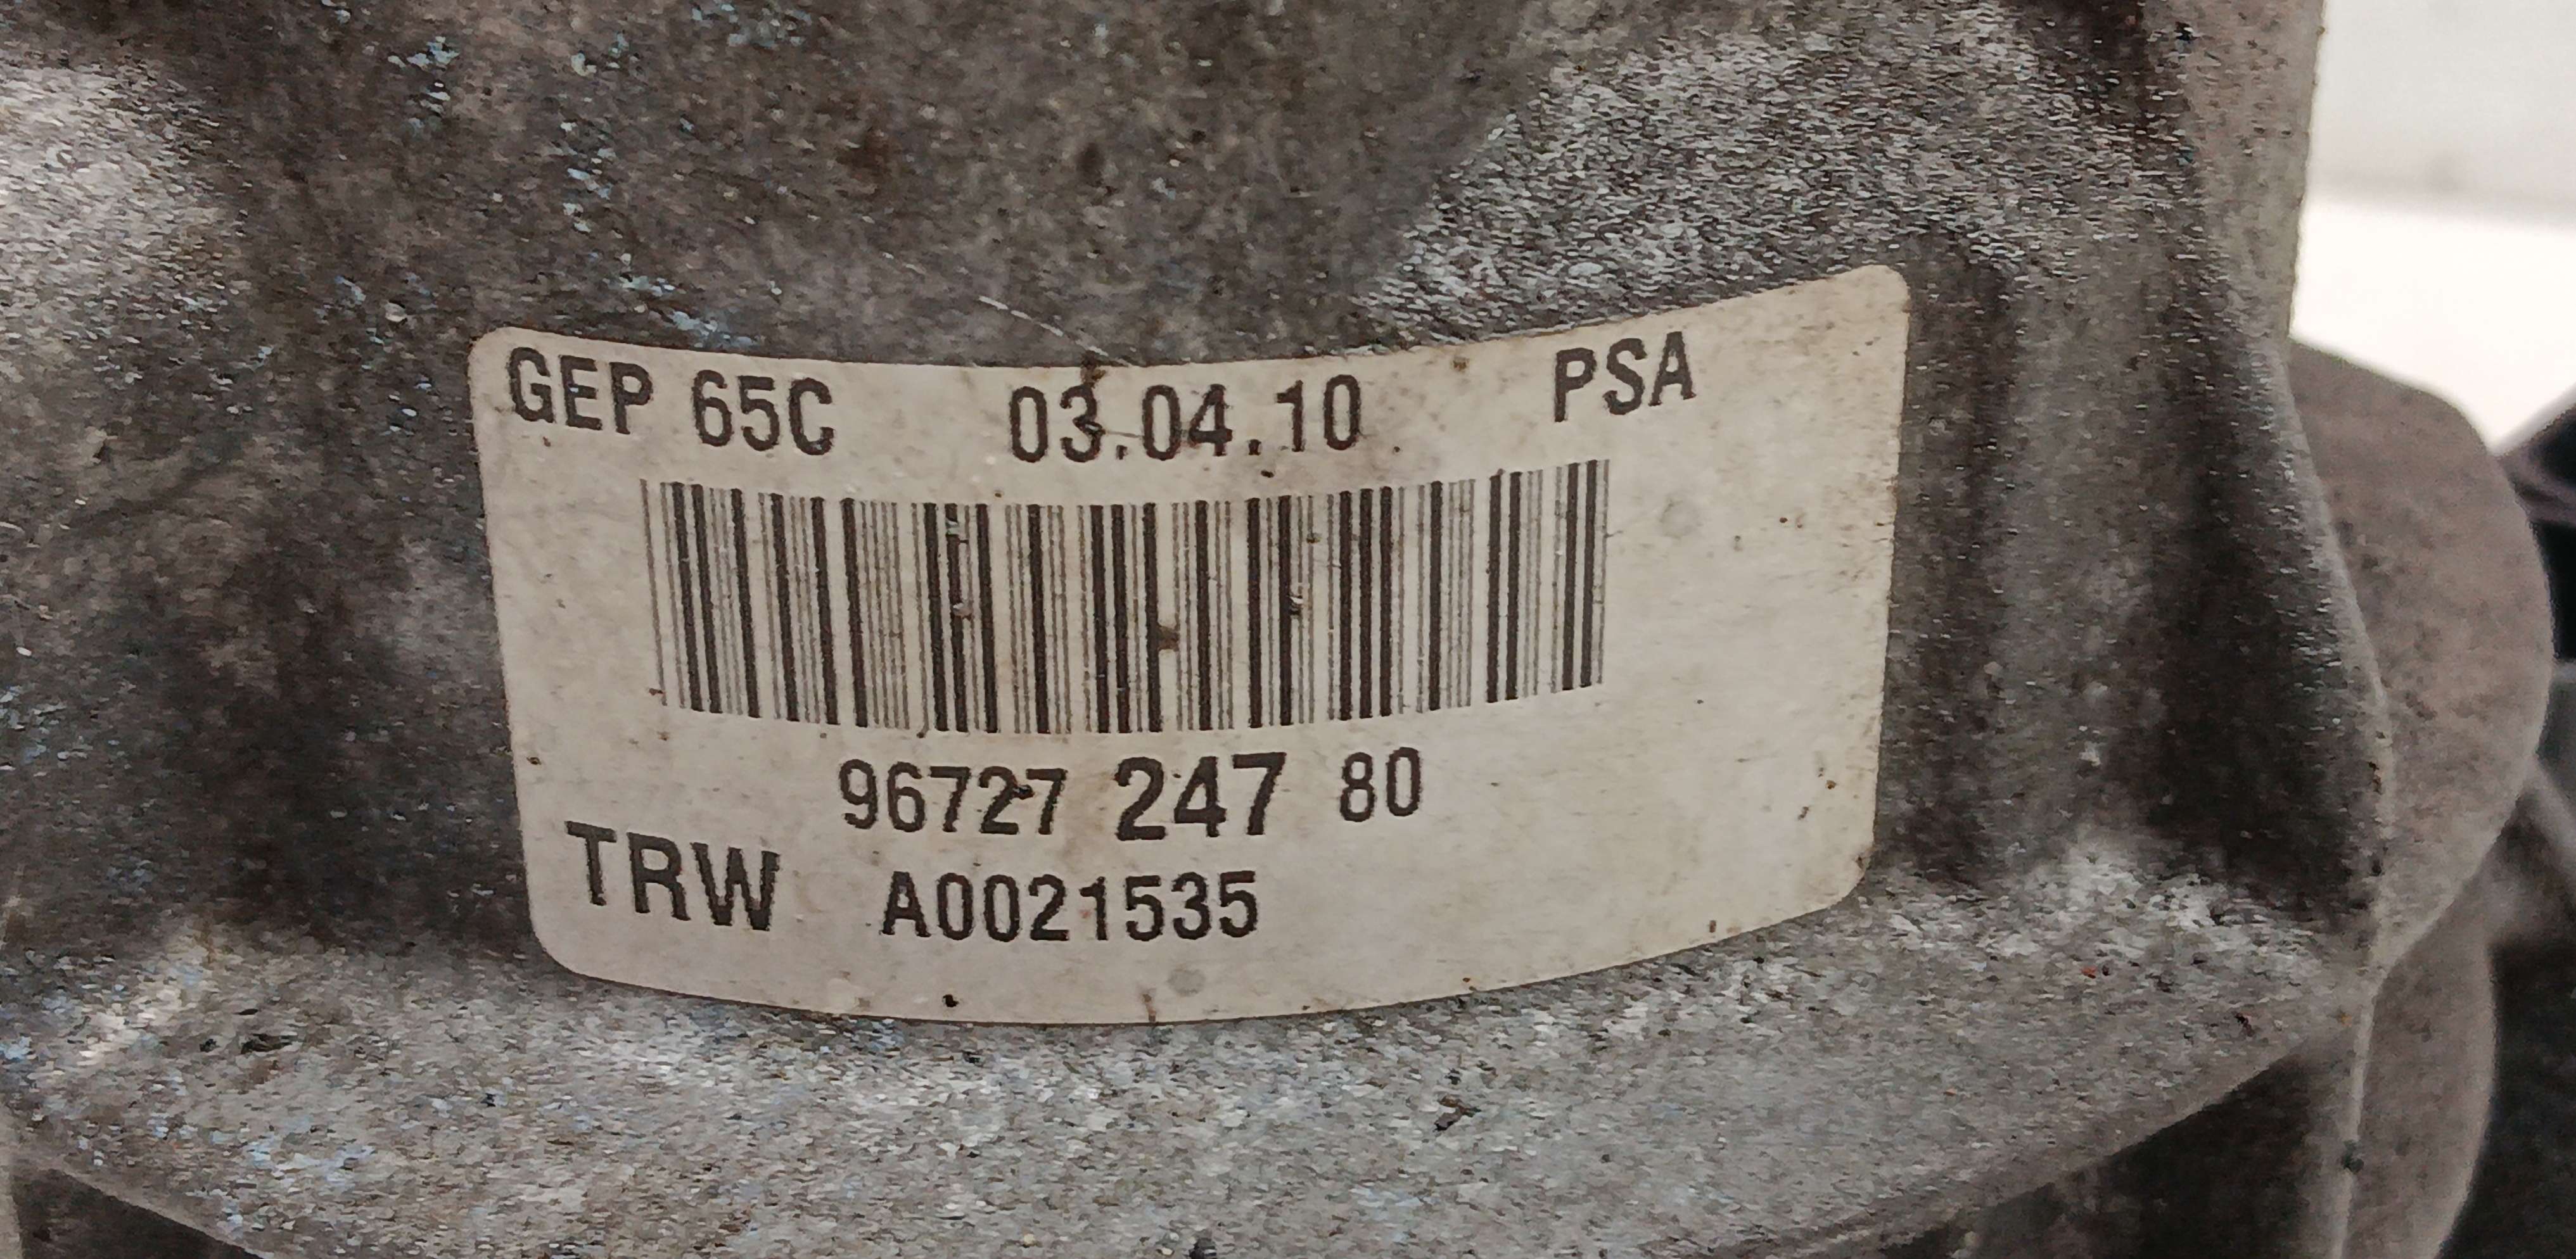 GEP 65C 03.04.10 PSA
96727 247 80
TRW A0021535